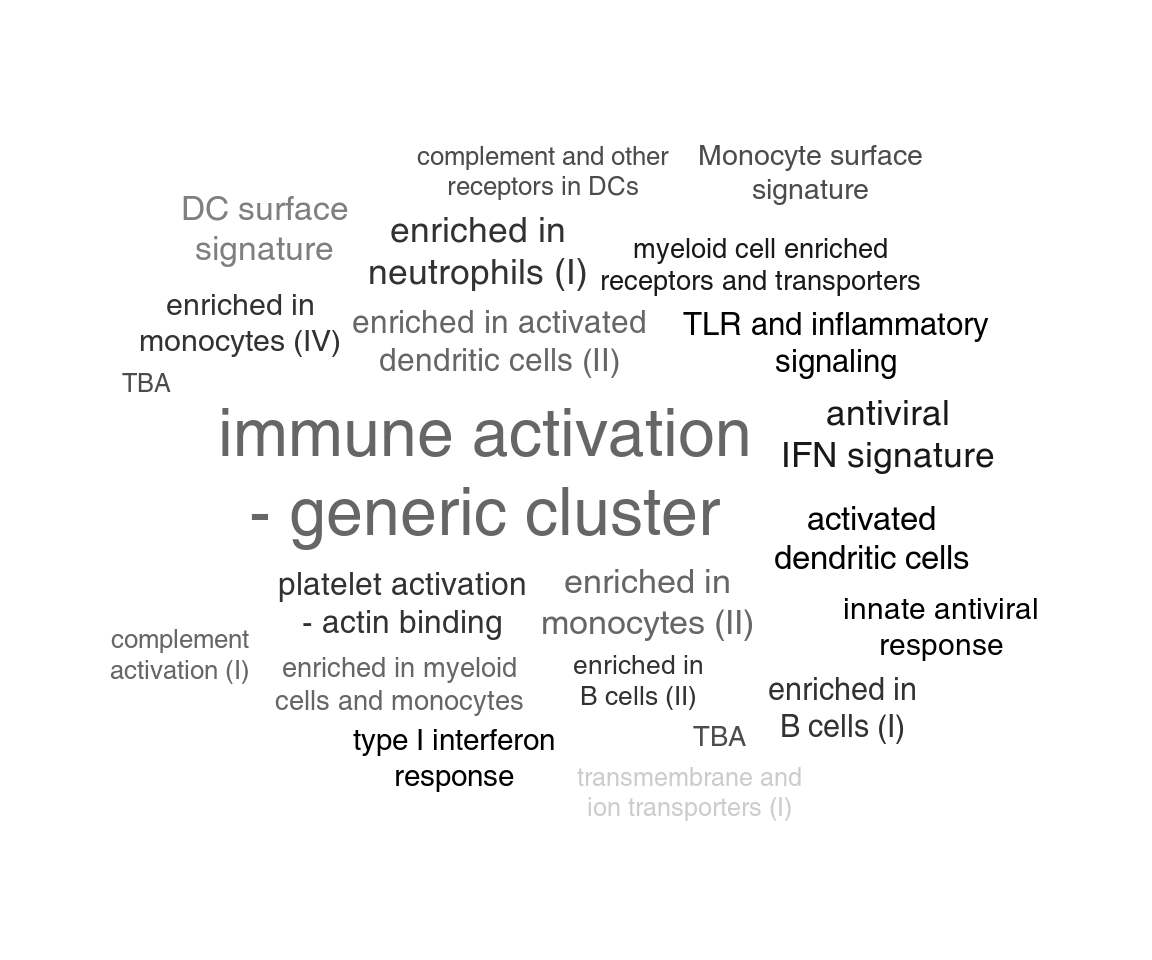 complement and other
receptors in DCs
Monocyte surface
signature
DC surface
signature
enriched in
neutrophils (I)
myeloid cell enriched
receptors and transporters
enriched in
monocytes (IV)
enriched in activated
dendritic cells (II)
TLR and inflammatory
signaling
TBA
immune activation
- generic cluster
antiviral
IFN signature
activated
dendritic cells
platelet activation
- actin binding
enriched in
monocytes (II)
innate antiviral
response
complement
activation (I)
enriched in myeloid
cells and monocytes
enriched in
B cells (II)
enriched in
B cells (I)
type I interferon
response
TBA
transmembrane and
ion transporters (I)